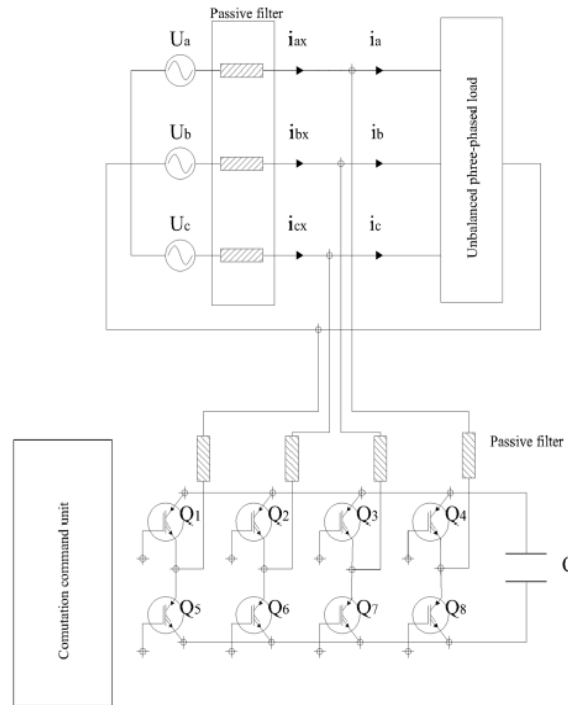 Passive filter
Ua
iax
ia
Ub
ibx
ib
Uc
icx
ic
Unbalanced phree-phased load
Passive filter
Comutation command unit
Q1
Q2
Q3
Q4
Q5
Q6
Q7
Q8